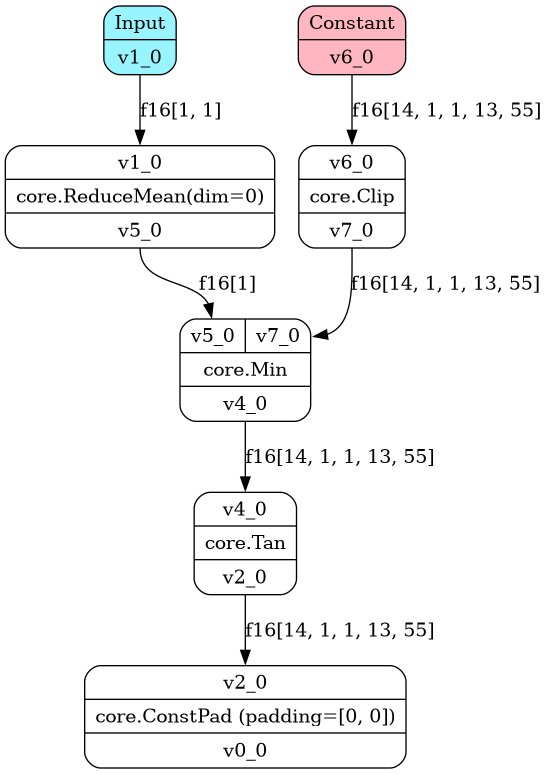 Input
v1_0
Constant
v6_0
f16[1, 1]
f16[14, 1, 1, 13, 55]
v1_0
core.ReduceMean(dim=0)
v5_0
v6_0
core.Clip
v7_0
f16[1]
f16[14, 1, 1, 13, 55]
v5_0 v7_0
core.Min
v4_0
f16[14, 1, 1, 13, 55]
v4_0
core.Tan
v2_0
f16[14, 1, 1, 13, 55]
v2_0
core.ConstPad (padding=[0, 0])
v0_0